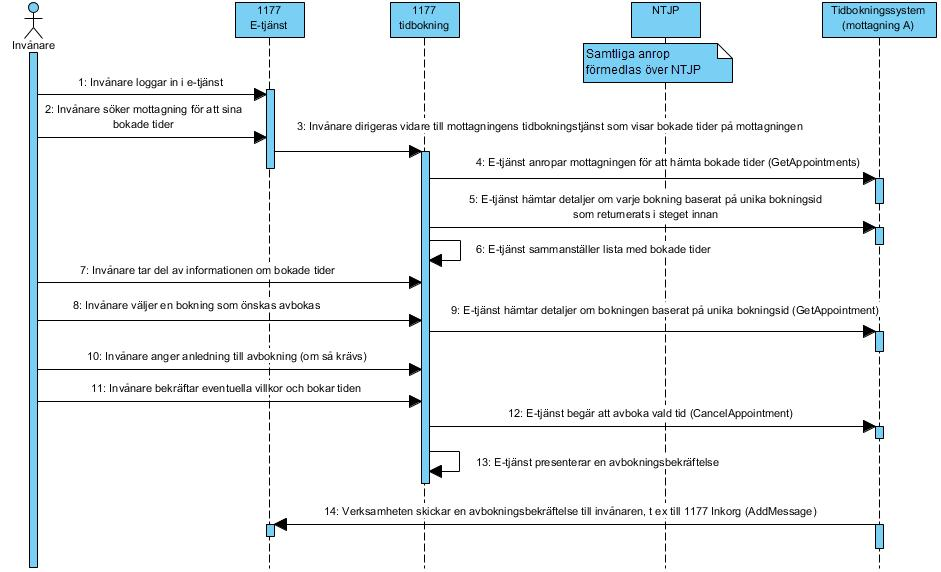 Invånare
1177
E-tjänst
1177
tidbokning
NTJP
Tidbokningssystem
(mottagning A)
Samtliga anrop
förmedlas över NTJP
1: Invånare loggar in i e-tjänst
2: Invånare söker mottagning för att sina
bokade tider
3: Invånare dirigeras vidare till mottagningens tidbokningstjänst som visar bokade tider på mottagningen
4: E-tjänst anropar mottagningen för att hämta bokade tider (GetAppointments)
5: E-tjänst hämtar detaljer om varje bokning baserat på unika bokningsid
som returnerats i steget innan
6: E-tjänst sammanställer lista med bokade tider
7: Invånare tar del av informationen om bokade tider
8: Invånare väljer en bokning som önskas avbokas
9: E-tjänst hämtar detaljer om bokningen baserat på unika bokningsid (GetAppointment)
10: Invånare anger anledning till avbokning (om så krävs)
11: Invånare bekräftar eventuella villkor och bokar tiden
12: E-tjänst begär att avboka vald tid (CancelAppointment)
13: E-tjänst presenterar en avbokningsbekräftelse
14: Verksamheten skickar en avbokningsbekräftelse till invånaren, t ex till 1177 Inkorg (AddMessage)